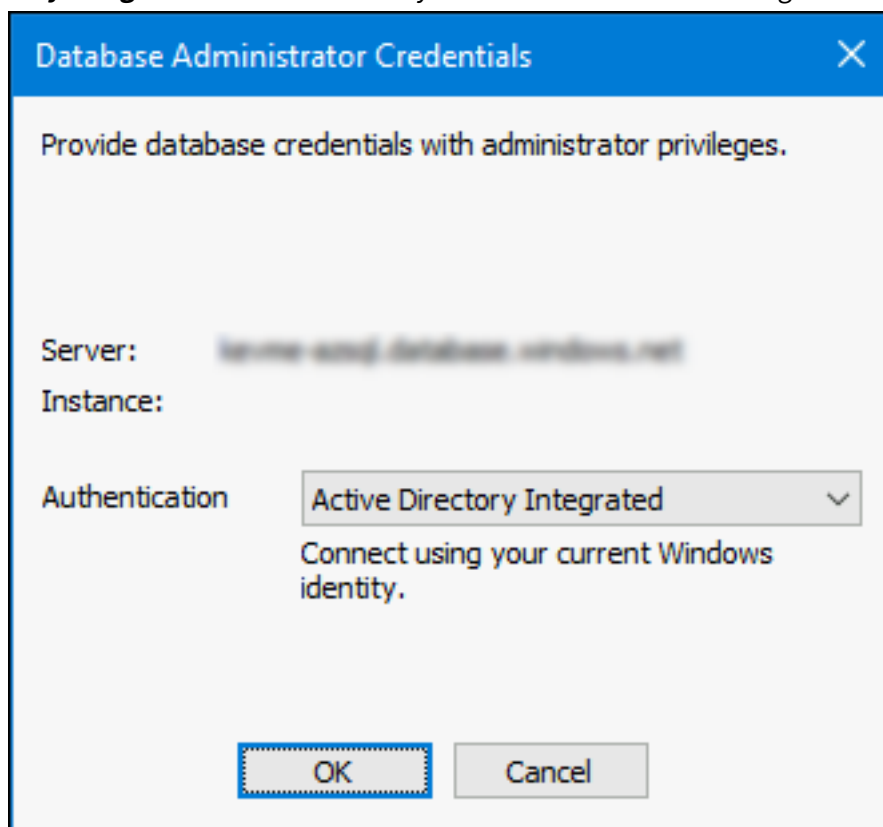 Database Administrator Credentials
Provide database credentials with administrator privileges.
Server:
Instance:
Authentication
Active Directory Integrated
Connect using your current Windows
identity.
OK
Cancel